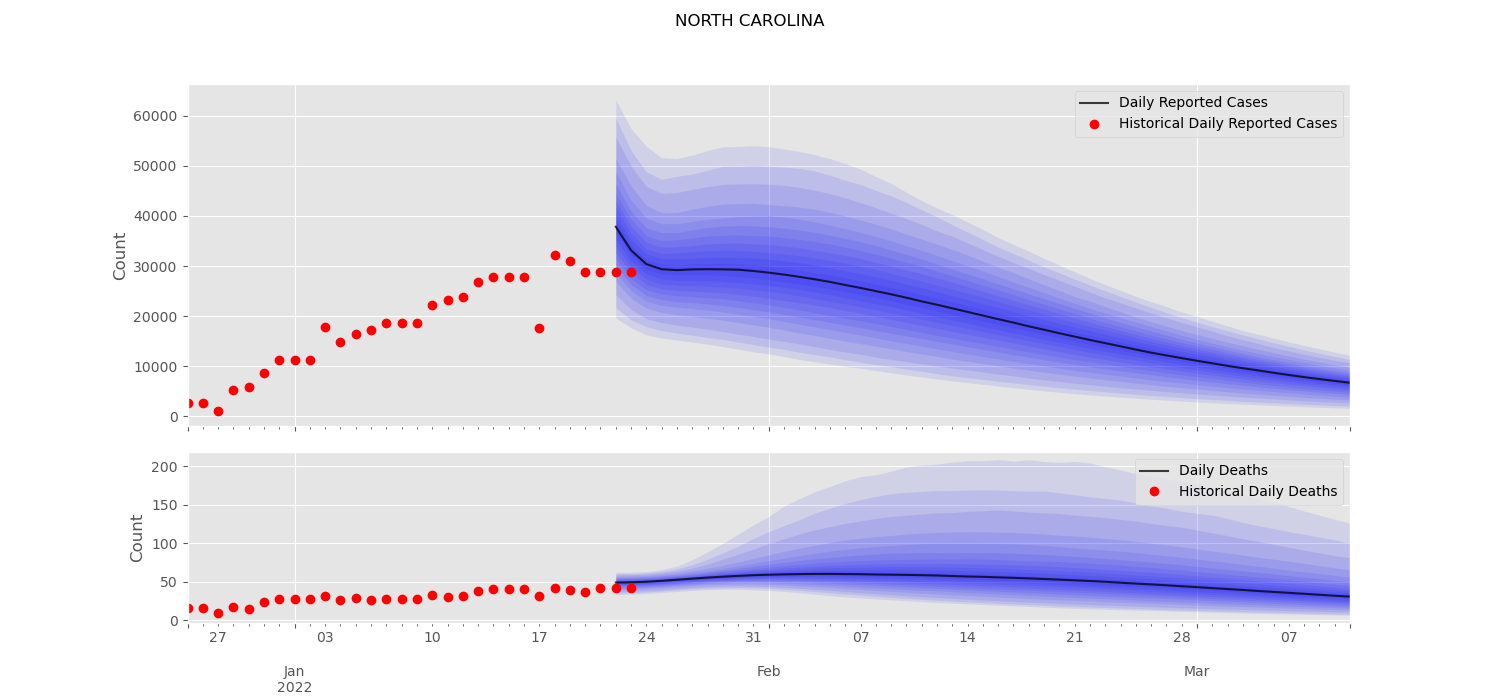 NORTH CAROLINA
Daily Reported Cases
Historical Daily Reported Cases
60000
50000
40000
30000
20000
10000
0
Count
Daily Deaths
Historical Daily Deaths
200
150
100
50
0
Count
27 03 10 17 24 31 07 14 21 28 07
Jan Feb Mar
2022